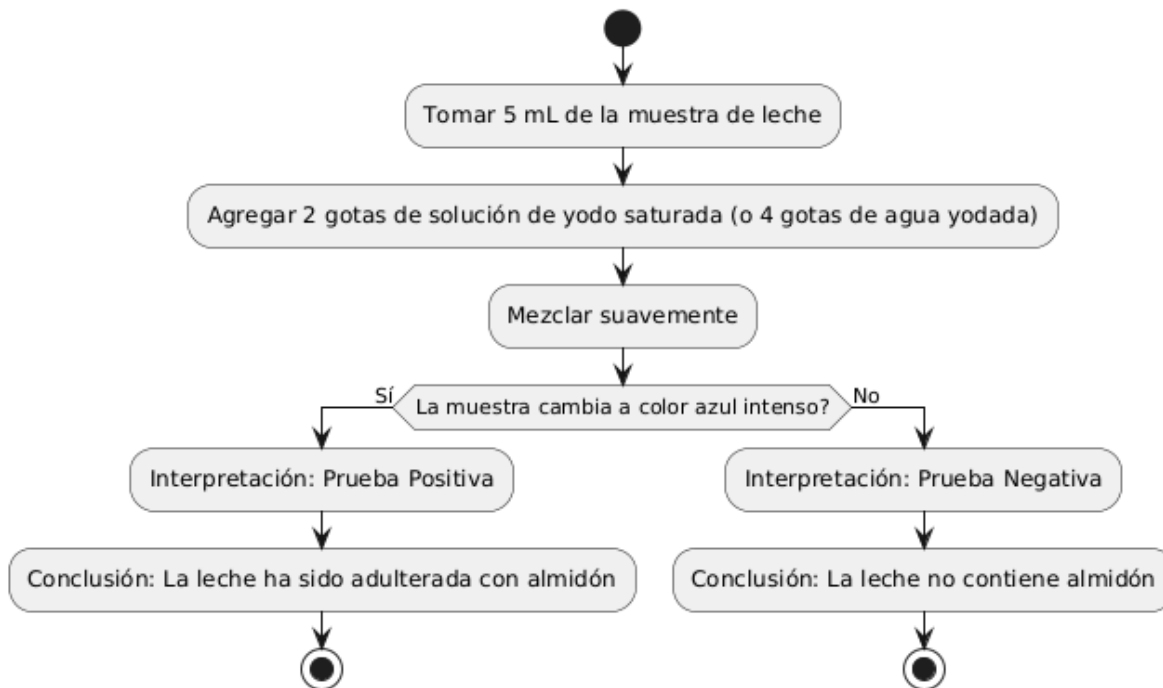 Tomar 5 mL de la muestra de leche
Agregar 2 gotas de solución de yodo saturada (o 4 gotas de agua yodada)
Mezclar suavemente
Sí
La muestra cambia a color azul intenso?
No
Interpretación: Prueba Positiva
Interpretación: Prueba Negativa
Conclusión: La leche ha sido adulterada con almidón
Conclusión: La leche no contiene almidón